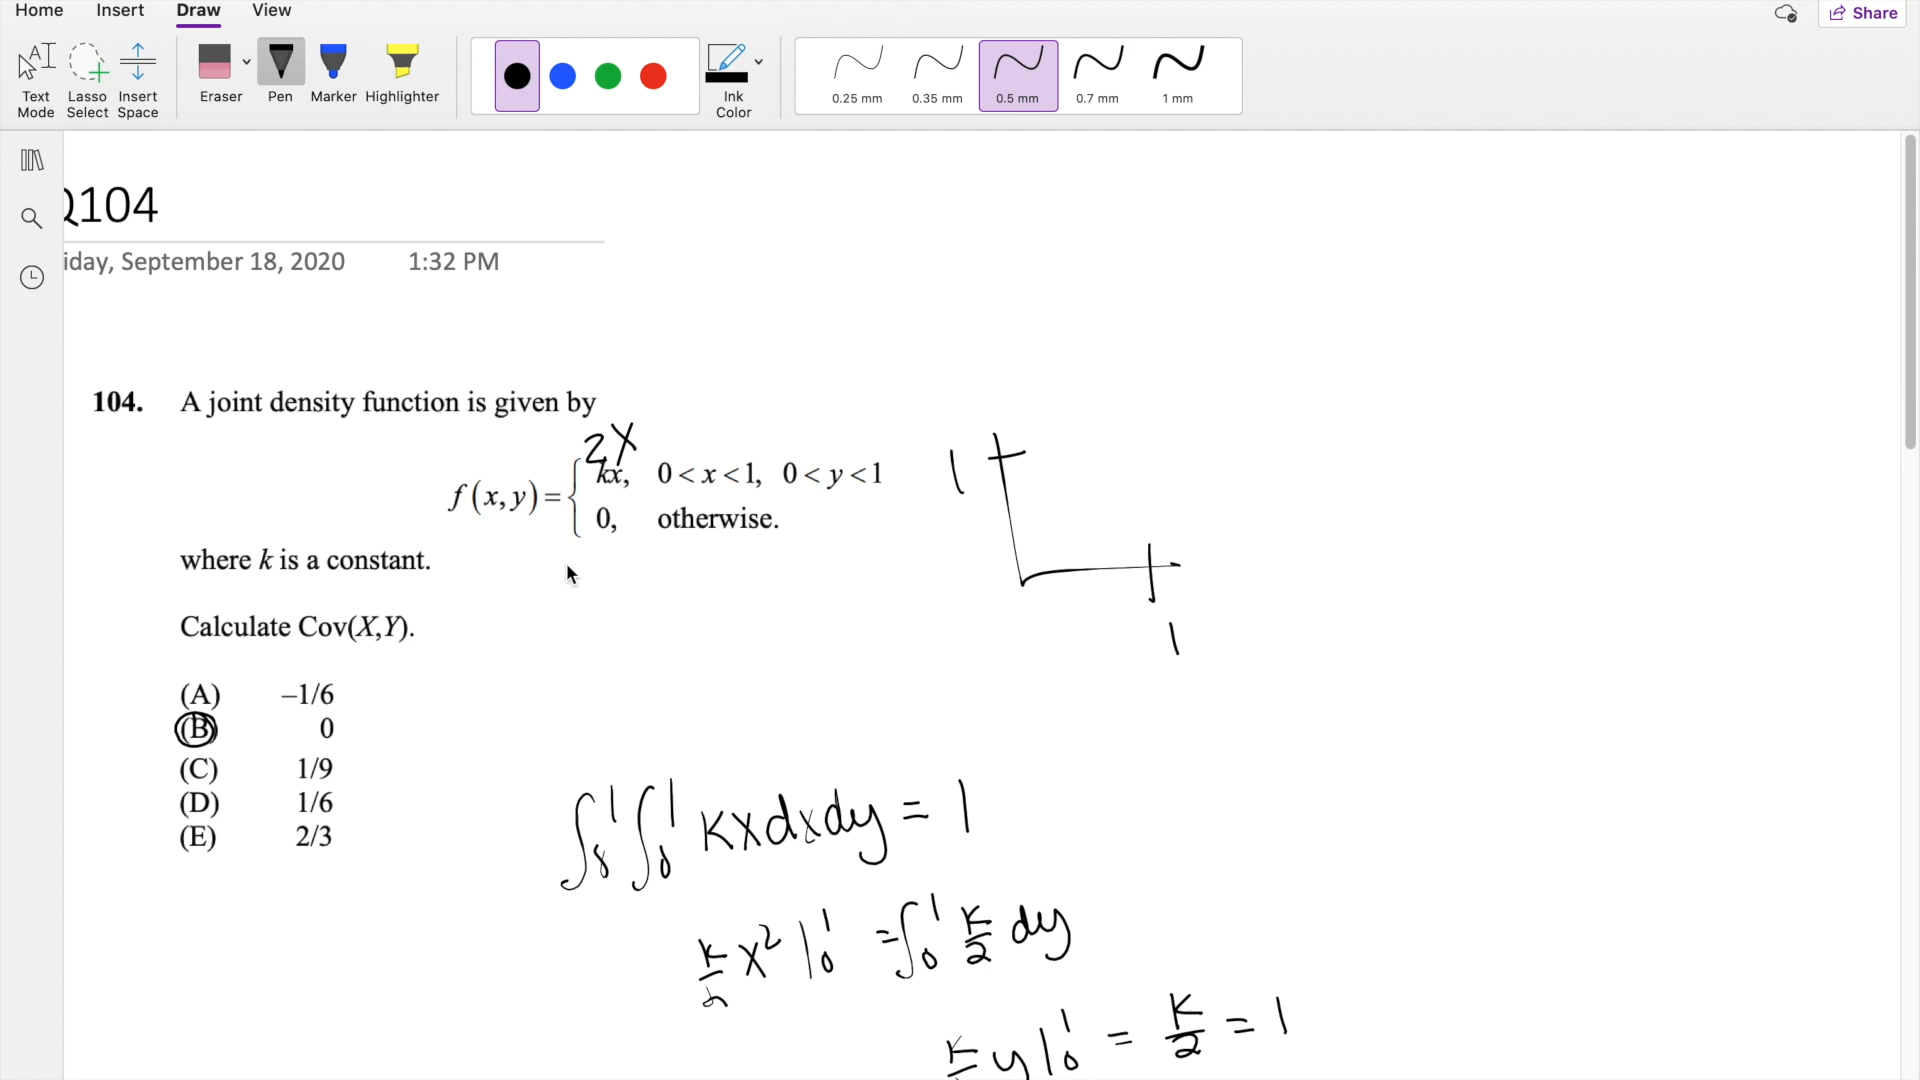 Home Insert Draw View
Share
Text Mode
Lasso Select
Insert Space
Eraser
Pen
Marker
Highlighter
Ink Color
0.25 mm
0.35 mm
0.5 mm
0.7 mm
1 mm
Q104
iday, September 18, 2020 1:32 PM
104. A joint density function is given by
2x
f(x,y)= { kx, 0 < x < 1, 0 < y < 1
0, otherwise.
where k is a constant.
Calculate Cov(X,Y).
(A) –1/6
(B) 0
(C) 1/9
(D) 1/6
(E) 2/3
1
1
∫₀¹ ∫₀¹ kx dx dy = 1
k/2 x² |₀¹ = ∫₀¹ k/2 dy
k/ y |₀¹ = k/2 = 1